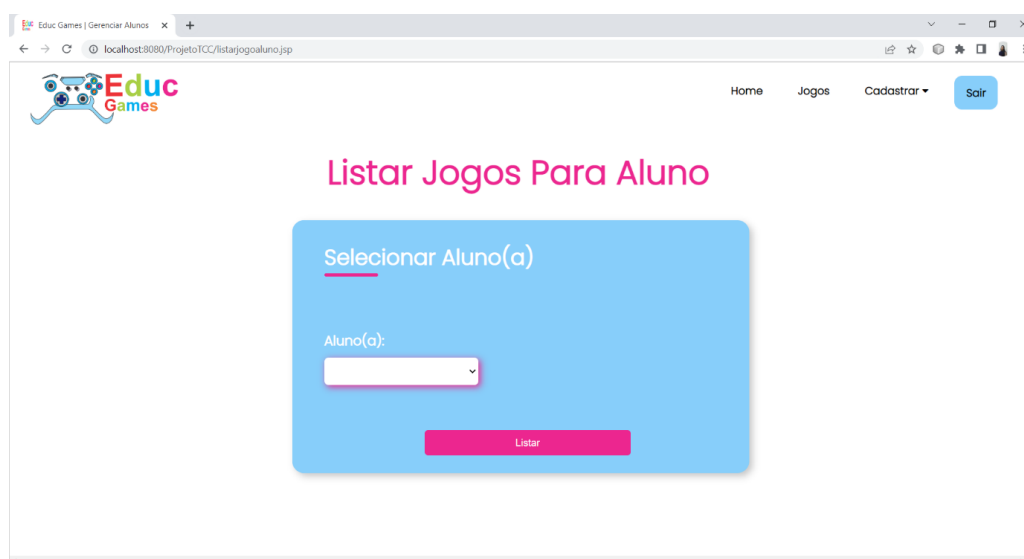 Educ Games | Gerenciar Alunos
localhost:8080/ProjetoTCC/listarjogoaluno.jsp
Educ
Games
Home Jogos Cadastrar Sair
Listar Jogos Para Aluno
Selecionar Aluno(a)
Aluno(a):
Listar